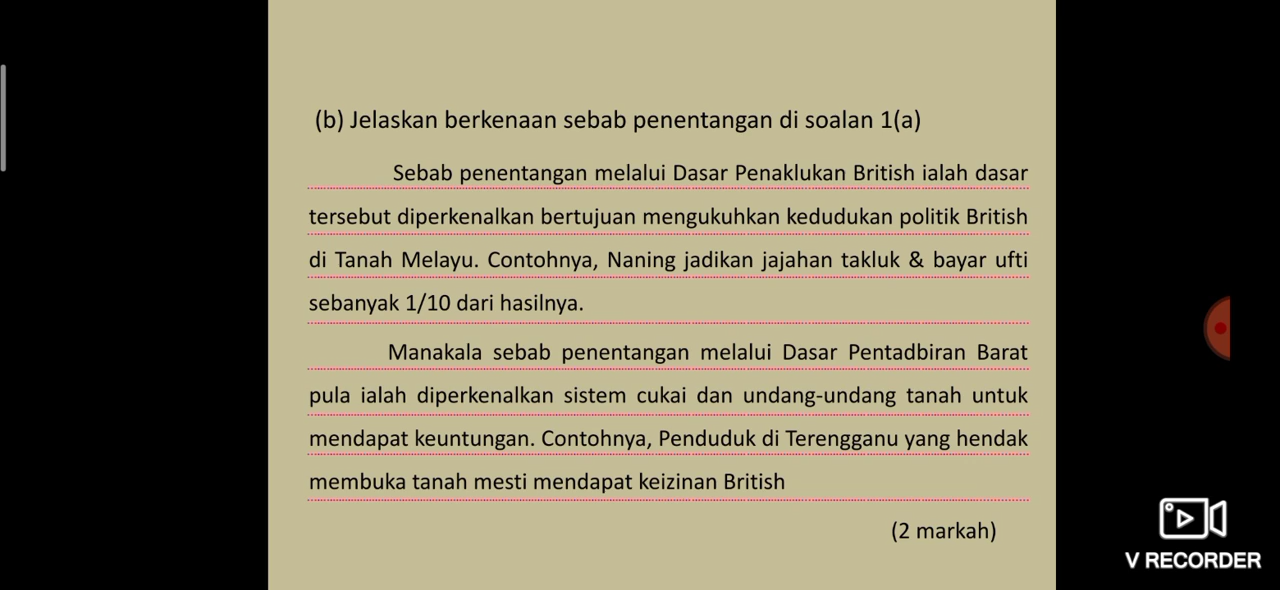 (b) Jelaskan berkenaan sebab penentangan di soalan 1(a)
Sebab penentangan melalui Dasar Penaklukan British ialah dasar
tersebut diperkenalkan bertujuan mengukuhkan kedudukan politik British
di Tanah Melayu. Contohnya, Naning jadikan jajahan takluk & bayar ufti
sebanyak 1/10 dari hasilnya.
Manakala sebab penentangan melalui Dasar Pentadbiran Barat
pula ialah diperkenalkan sistem cukai dan undang-undang tanah untuk
mendapat keuntungan. Contohnya, Penduduk di Terengganu yang hendak
membuka tanah mesti mendapat keizinan British
(2 markah)
V RECORDER